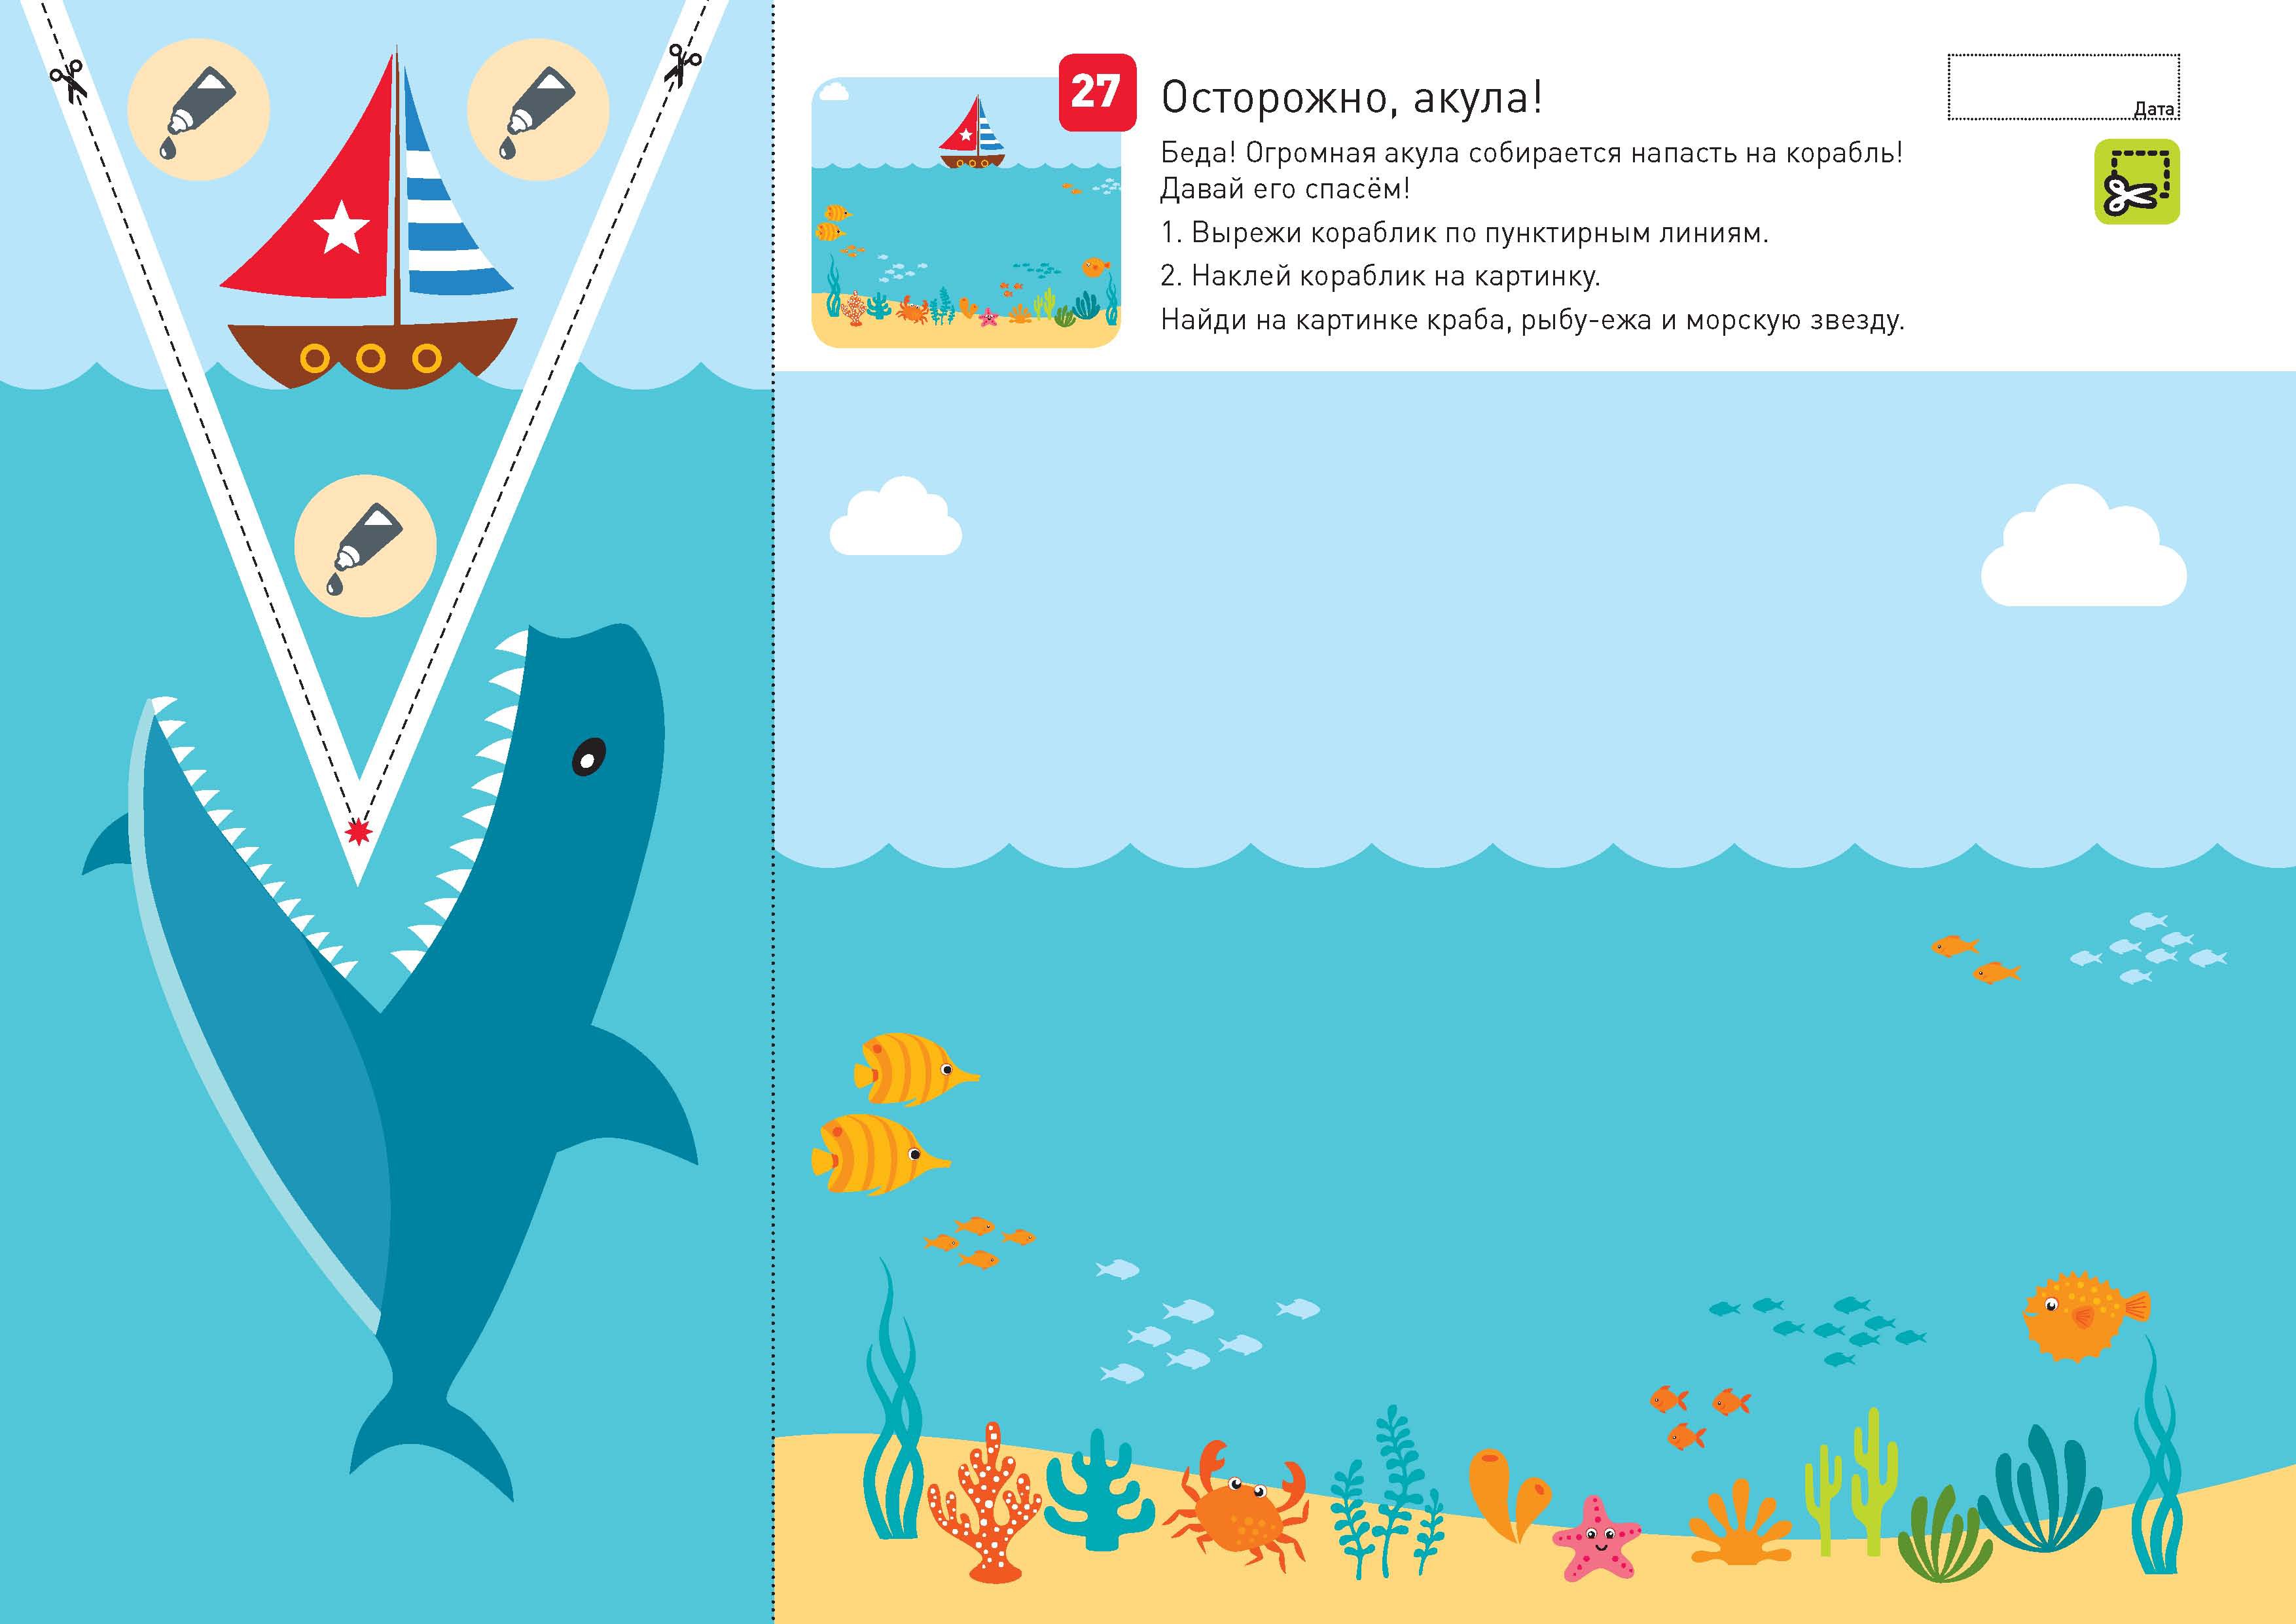 27
Осторожно, акула!
Дата
Беда! Огромная акула собирается напасть на корабль!
Давай его спасём!
1. Вырежи кораблик по пунктирным линиям.
2. Наклей кораблик на картинку.
Найди на картинке краба, рыбу-ежа и морскую звезду.